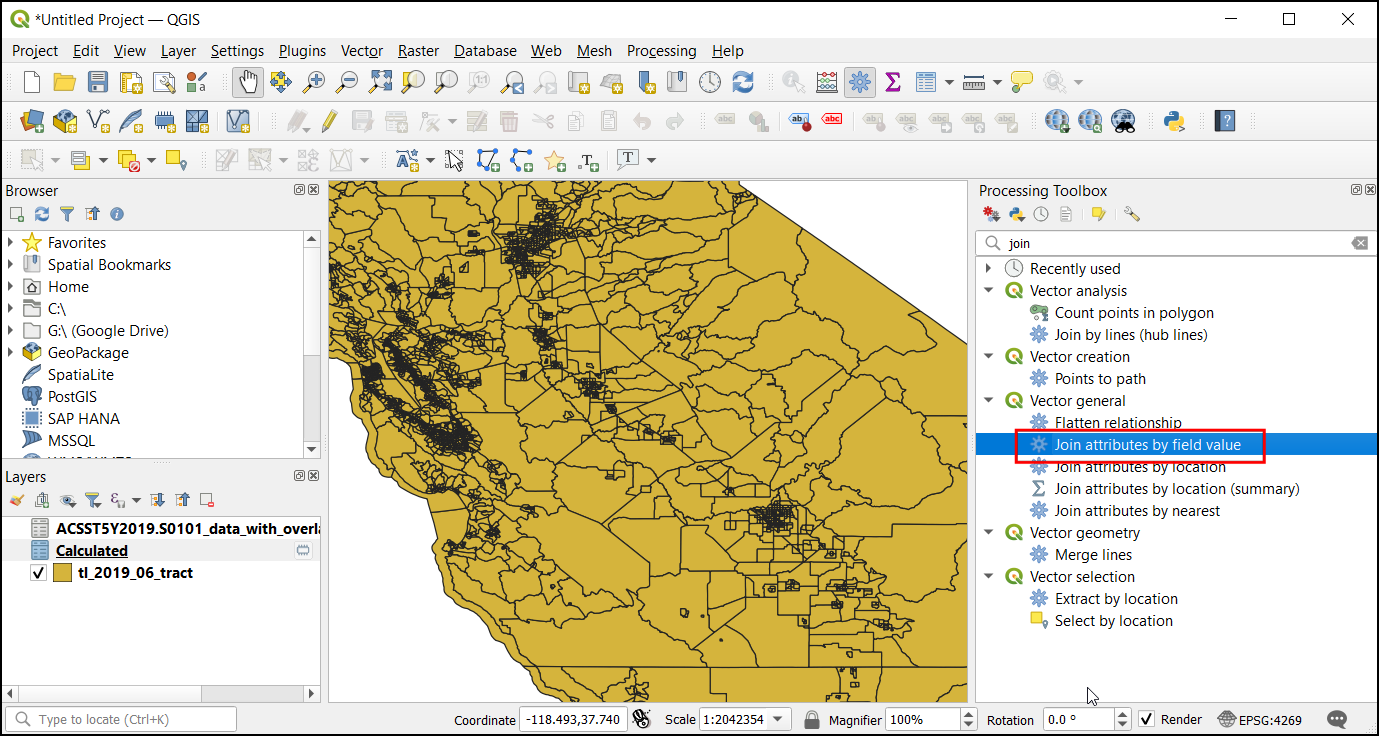 *Untitled Project — QGIS
Project Edit View Layer Settings Plugins Vector Raster Database Web Mesh Processing Help
Browser
Favorites
Spatial Bookmarks
Home
C:\
G:\ (Google Drive)
GeoPackage
SpatiaLite
PostGIS
SAP HANA
MSSQL
Layers
ACSST5Y2019.S0101_data_with_overla
Calculated
tl_2019_06_tract
Processing Toolbox
join
Recently used
Vector analysis
Count points in polygon
Join by lines (hub lines)
Vector creation
Points to path
Vector general
Flatten relationship
Join attributes by field value
Join attributes by location
Join attributes by location (summary)
Join attributes by nearest
Vector geometry
Merge lines
Vector selection
Extract by location
Select by location
Type to locate (Ctrl+K) Coordinate -118.493,37.740 Scale 1:2042354 Magnifier 100% Rotation 0.0 ° Render EPSG:4269